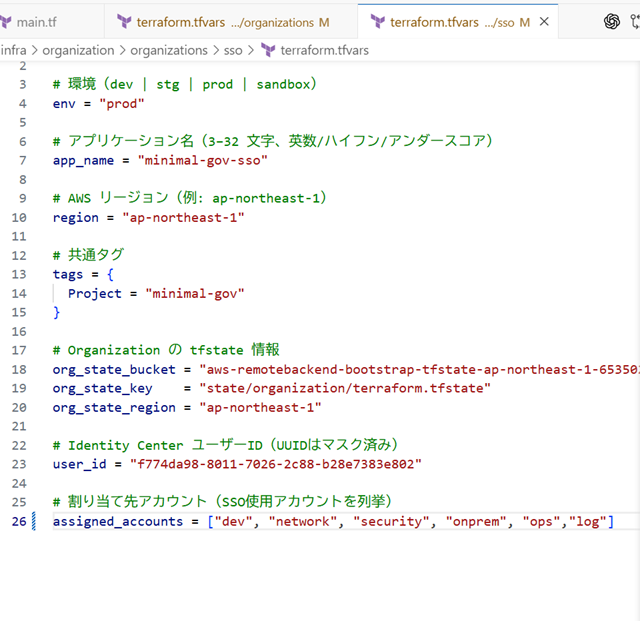 main.tf
terraform.tfvars .../organizations M
terraform.tfvars .../sso M
infra > organization > organizations > sso > terraform.tfvars
2
3 # 環境（dev | stg | prod | sandbox）
4 env = "prod"
5
6 # アプリケーション名（3–32 文字、英数/ハイフン/アンダースコア）
7 app_name = "minimal-gov-sso"
8
9 # AWS リージョン（例: ap-northeast-1）
10 region = "ap-northeast-1"
11
12 # 共通タグ
13 tags = {
14 Project = "minimal-gov"
15 }
16
17 # Organization の tfstate 情報
18 org_state_bucket = "aws-remotebackend-bootstrap-tfstate-ap-northeast-1-65350
19 org_state_key    = "state/organization/terraform.tfstate"
20 org_state_region = "ap-northeast-1"
21
22 # Identity Center ユーザーID（UUIDはマスク済み）
23 user_id = "f774da98-8011-7026-2c88-b28e7383e802"
24
25 # 割り当て先アカウント（SSO使用アカウントを列挙）
26 assigned_accounts = ["dev", "network", "security", "onprem", "ops","log"]